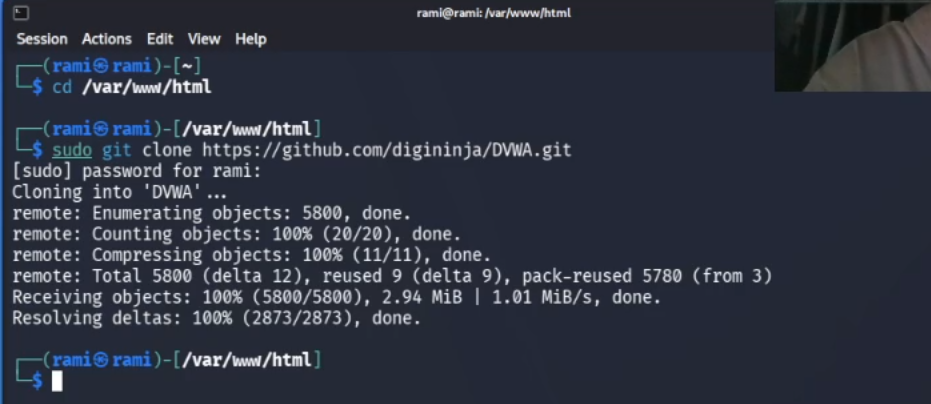 rami@rami: /var/www/html
Session Actions Edit View Help
┌──(rami㉿rami)-[~]
└─$ cd /var/www/html
┌──(rami㉿rami)-[/var/www/html]
└─$ sudo git clone https://github.com/digininja/DVWA.git
[sudo] password for rami:
Cloning into 'DVWA'...
remote: Enumerating objects: 5800, done.
remote: Counting objects: 100% (20/20), done.
remote: Compressing objects: 100% (11/11), done.
remote: Total 5800 (delta 12), reused 9 (delta 9), pack-reused 5780 (from 3)
Receiving objects: 100% (5800/5800), 2.94 MiB | 1.01 MiB/s, done.
Resolving deltas: 100% (2873/2873), done.
┌──(rami㉿rami)-[/var/www/html]
└─$